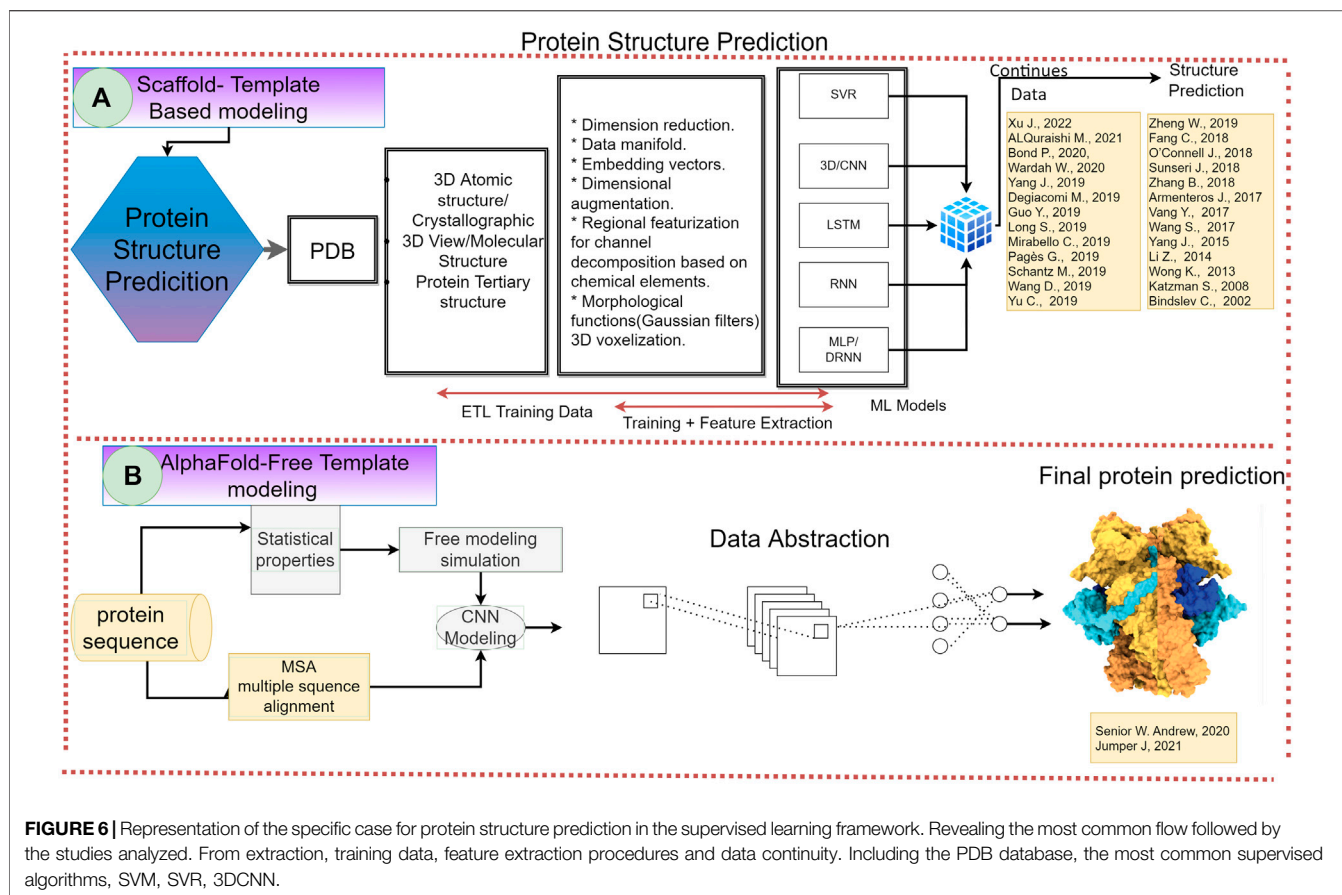 Protein Structure Prediction
A
Scaffold- Template
Based modeling
Protein
Structure
Predicition
PDB
3D Atomic
structure/
Crystallographic
3D View/Molecular
Structure
Protein Tertiary
structure
* Dimension reduction.
* Data manifold.
* Embedding vectors.
* Dimensional
augmentation.
* Regional featurization
for channel
decomposition based on
chemical elements.
* Morphological
functions(Gaussian filters)
3D voxelization.
SVR
3D/CNN
LSTM
RNN
MLP/
DRNN
ETL Training Data
Training + Feature Extraction
ML Models
Continues
Data
Structure
Prediction
Xu J., 2022
ALQuraishi M., 2021
Bond P., 2020,
Wardah W., 2020
Yang J., 2019
Degiacomi M., 2019
Guo Y., 2019
Long S., 2019
Mirabello C., 2019
Pagès G., 2019
Schantz M., 2019
Wang D., 2019
Yu C., 2019
Zheng W., 2019
Fang C., 2018
O'Connell J., 2018
Sunseri J., 2018
Zhang B., 2018
Armenteros J., 2017
Vang Y., 2017
Wang S., 2017
Yang J., 2015
Li Z., 2014
Wong K., 2013
Katzman S., 2008
Bindslev C., 2002
B
AlphaFold-Free Template
modeling
protein
sequence
Statistical
properties
Free modeling
simulation
CNN
Modeling
MSA
multiple squence
alignment
Data Abstraction
Final protein prediction
Senior W. Andrew, 2020
Jumper J, 2021
FIGURE 6 | Representation of the specific case for protein structure prediction in the supervised learning framework. Revealing the most common flow followed by
the studies analyzed. From extraction, training data, feature extraction procedures and data continuity. Including the PDB database, the most common supervised
algorithms, SVM, SVR, 3DCNN.